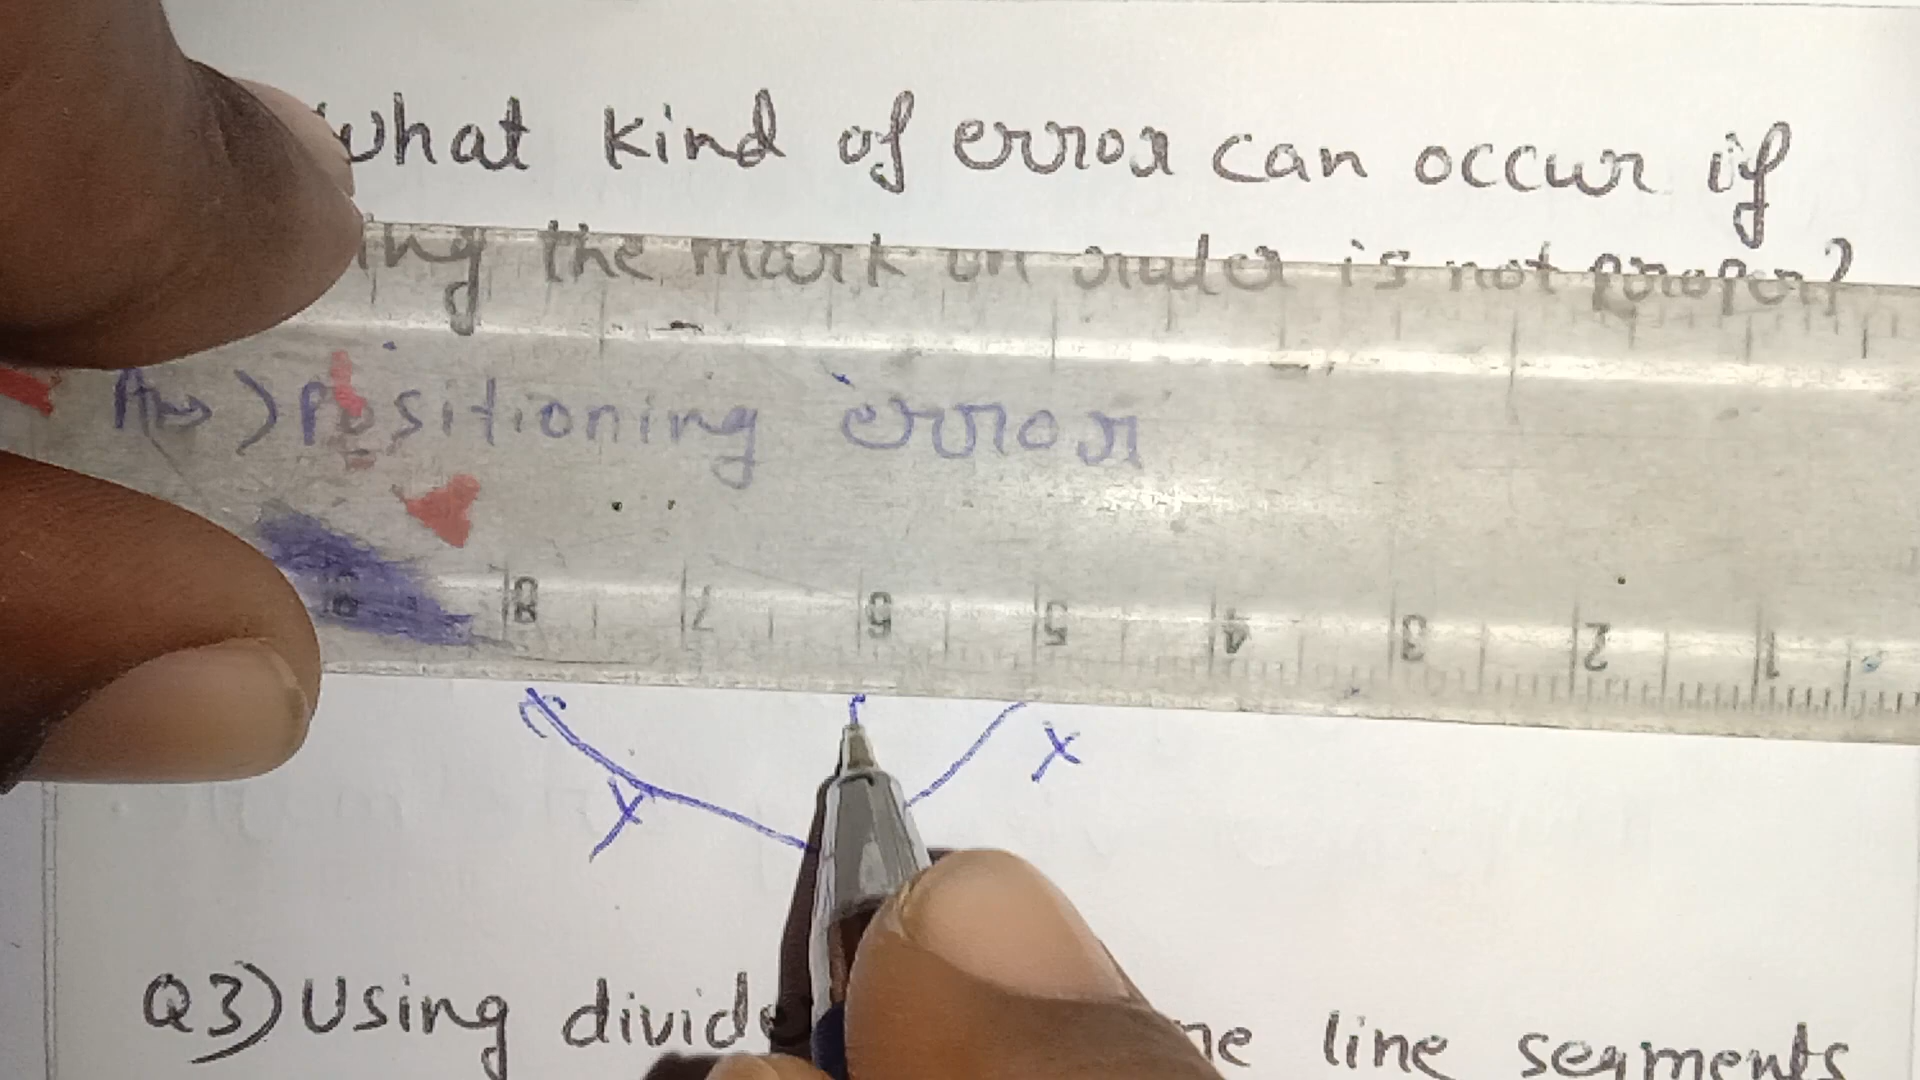 what kind of error can occur if
ing the mark on ruler is not proper?
Ans) Positioning error
8 7 6 5 4 3 2 1
Y X
Q3) Using divide ne line segments